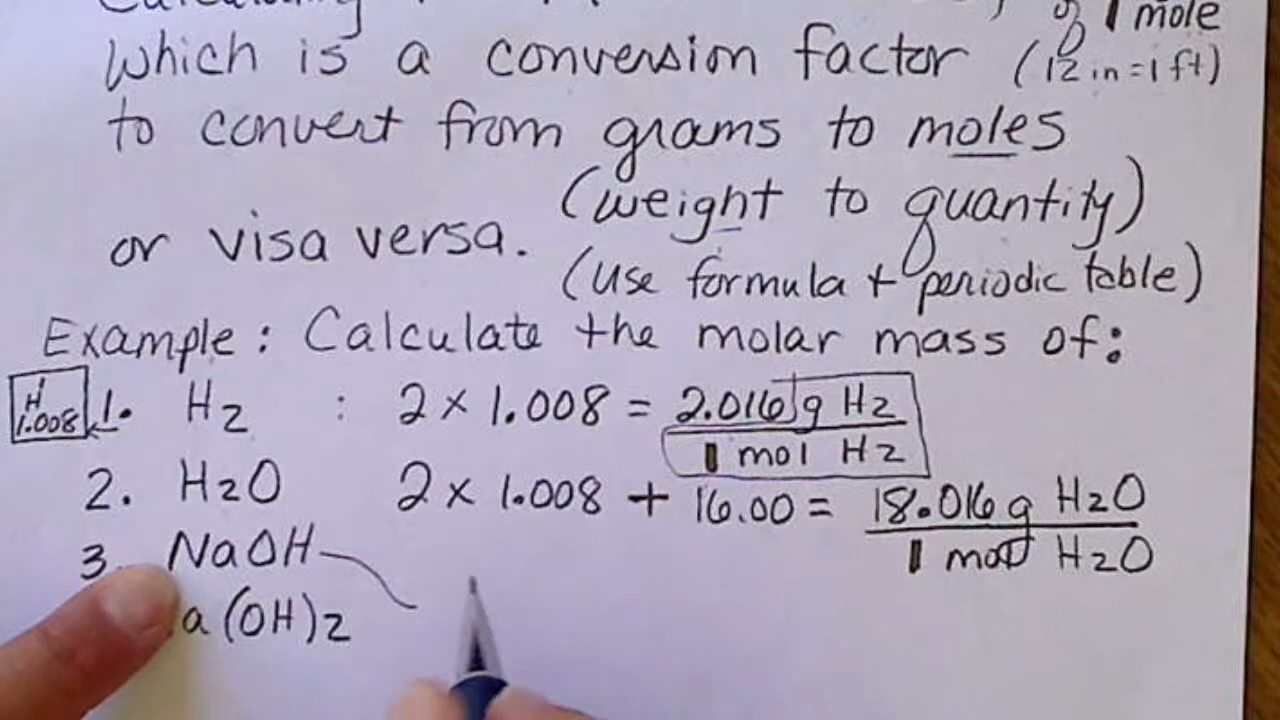 Calculating
of 1 mole
which is a conversion factor (12 in = 1 ft)
to convert from grams to moles
(weight to quantity)
or visa versa.
(use formula + periodic table)
Example: Calculate the molar mass of:
H
1.008
1. H2 : 2 x 1.008 = 2.016 g H2
1 mol H2
2. H2O 2 x 1.008 + 16.00 = 18.016 g H2O
1 mol H2O
3. NaOH
a(OH)2